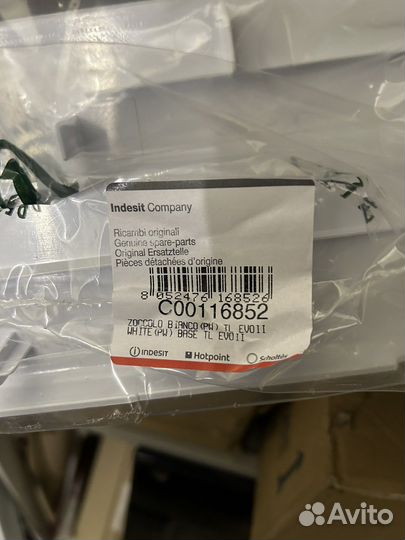 Indesit Company
Ricambi originali
Genuine spare-parts
Original Ersatzteile
Pièces détachées d'origine
8 052476 168526
C00116852
ZOCCOLO BIANCO(PW) TL EVOII
WHITE(PW) BASE TL EVOII
INDESIT Hotpoint Scholtès
Avito